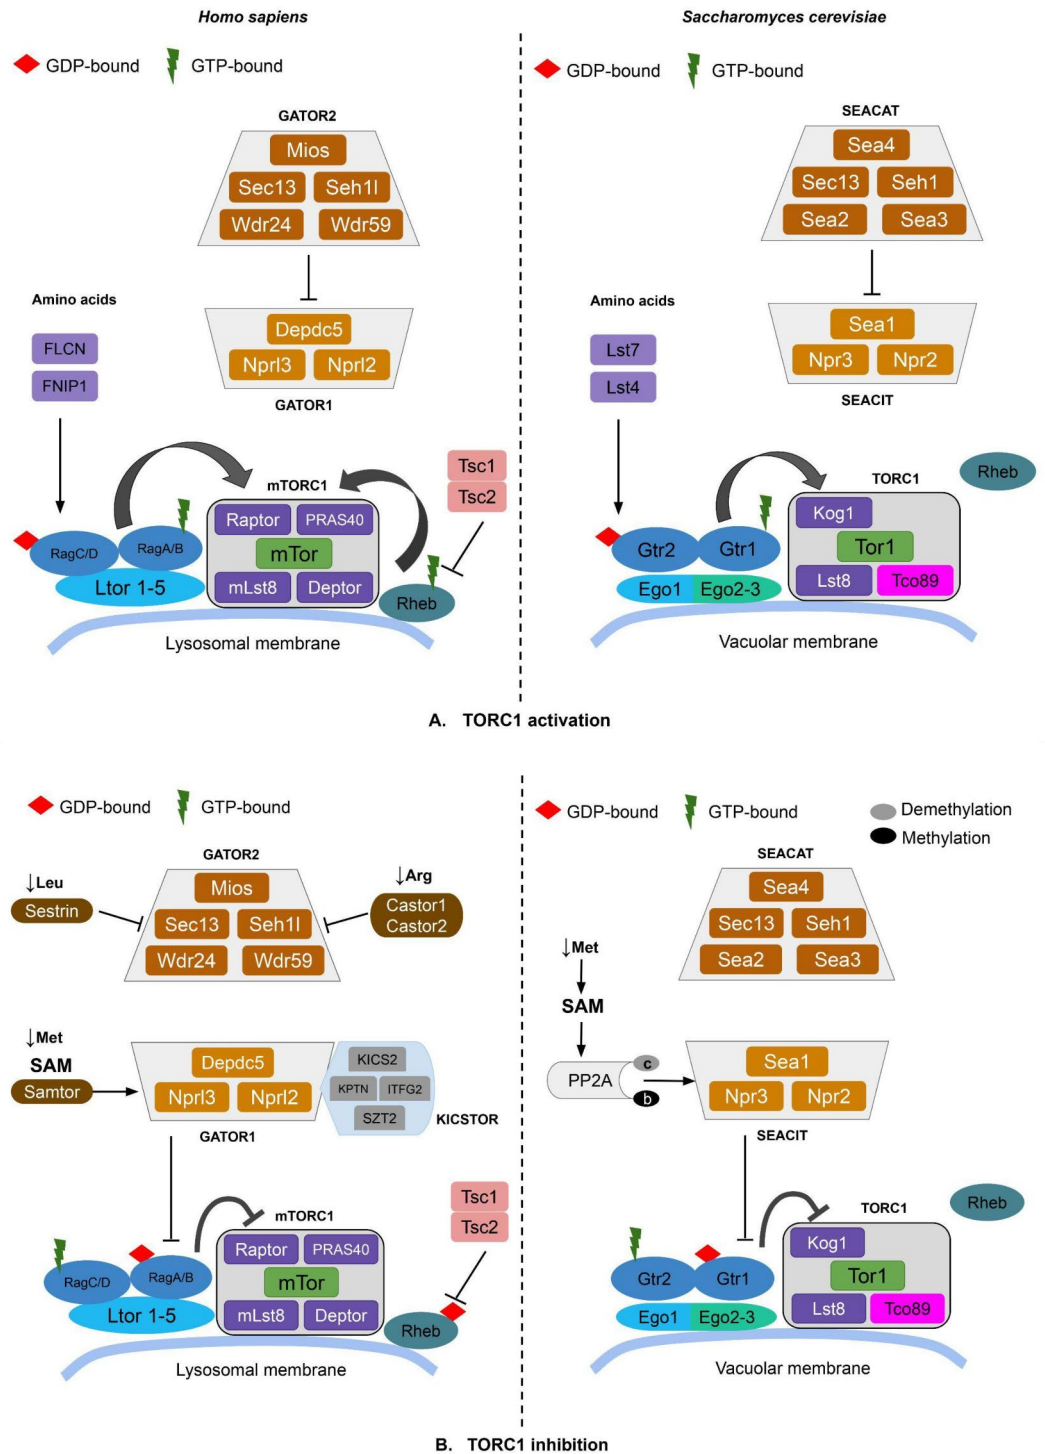 Homo sapiens
Saccharomyces cerevisiae
GDP-bound
GTP-bound
GDP-bound
GTP-bound
GATOR2
Mios
Sec13
Seh1l
Wdr24
Wdr59
Amino acids
FLCN
FNIP1
Depdc5
Nprl3
Nprl2
GATOR1
Tsc1
Tsc2
mTORC1
Raptor
PRAS40
mTor
mLst8
Deptor
RagC/D
RagA/B
Ltor 1-5
Rheb
Lysosomal membrane
SEACAT
Sea4
Sec13
Seh1
Sea2
Sea3
Amino acids
Lst7
Lst4
Sea1
Npr3
Npr2
SEACIT
TORC1
Rheb
Kog1
Tor1
Lst8
Tco89
Gtr2
Gtr1
Ego1
Ego2-3
Vacuolar membrane
A. TORC1 activation
GDP-bound
GTP-bound
GDP-bound
GTP-bound
Demethylation
Methylation
GATOR2
↓Leu
Sestrin
Mios
Sec13
Seh1l
Wdr24
Wdr59
↓Arg
Castor1
Castor2
↓Met
SAM
Samtor
Depdc5
Nprl3
Nprl2
GATOR1
KICS2
KPTN
ITFG2
SZT2
KICSTOR
Tsc1
Tsc2
mTORC1
Raptor
PRAS40
mTor
mLst8
Deptor
RagC/D
RagA/B
Ltor 1-5
Rheb
Lysosomal membrane
SEACAT
Sea4
Sec13
Seh1
Sea2
Sea3
↓Met
SAM
PP2A
c
b
Sea1
Npr3
Npr2
SEACIT
TORC1
Rheb
Kog1
Tor1
Lst8
Tco89
Gtr2
Gtr1
Ego1
Ego2-3
Vacuolar membrane
B. TORC1 inhibition